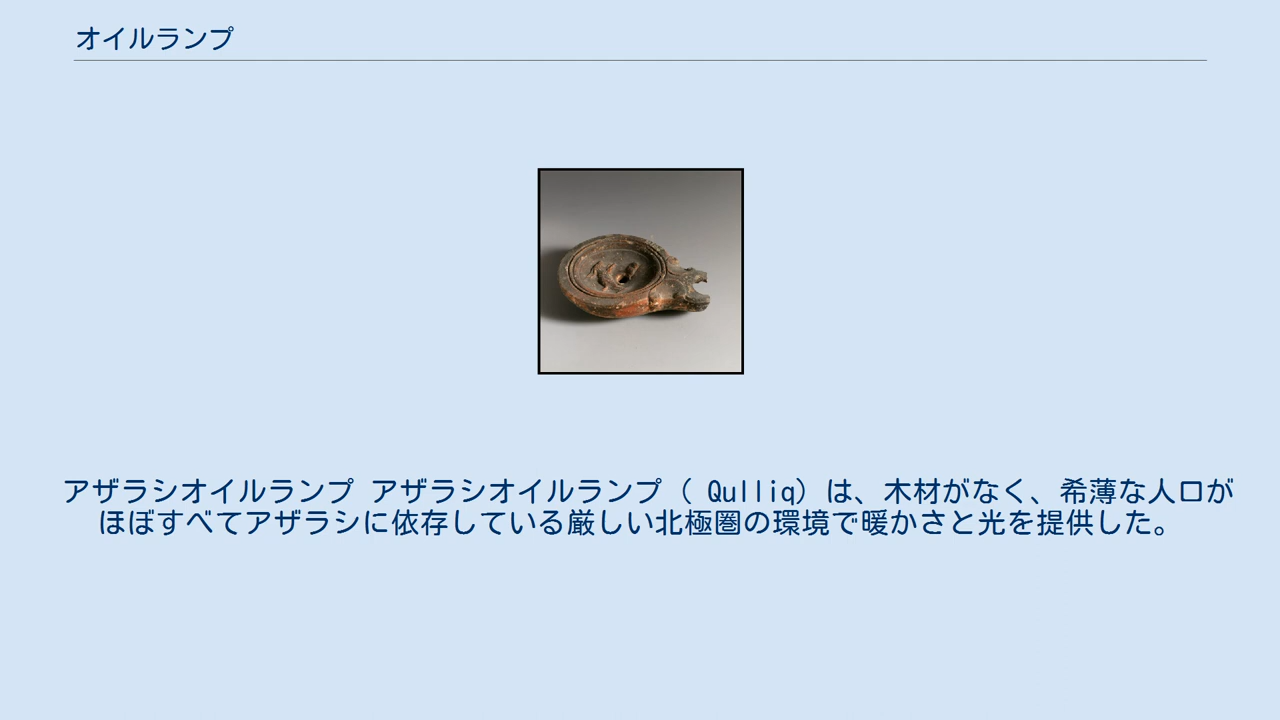 オイルランプ
アザラシオイルランプ アザラシオイルランプ ( Qulliq) は、木材がなく、希薄な人口が
ほぼすべてアザラシに依存している厳しい北極圏の環境で暖かさと光を提供した。